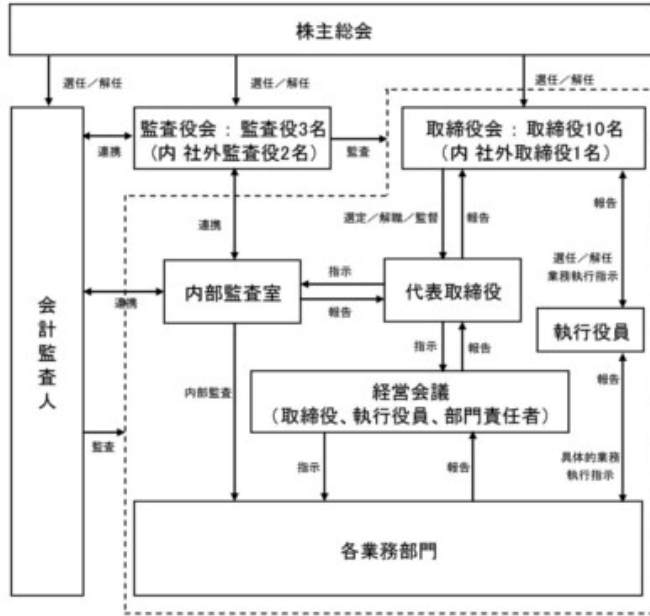 株主総会
選任／解任
選任／解任
選任／解任
監査役会 : 監査役3名
(内 社外監査役2名)
取締役会 : 取締役10名
(内 社外取締役1名)
連携
監査
連携
選定／解職／監督
報告
報告
選任／解任
業務執行指示
会計監査人
連携
内部監査室
指示
報告
代表取締役
執行役員
指示
報告
内部監査
経営会議
(取締役、執行役員、部門責任者)
報告
監査
指示
報告
具体的業務
執行指示
各業務部門